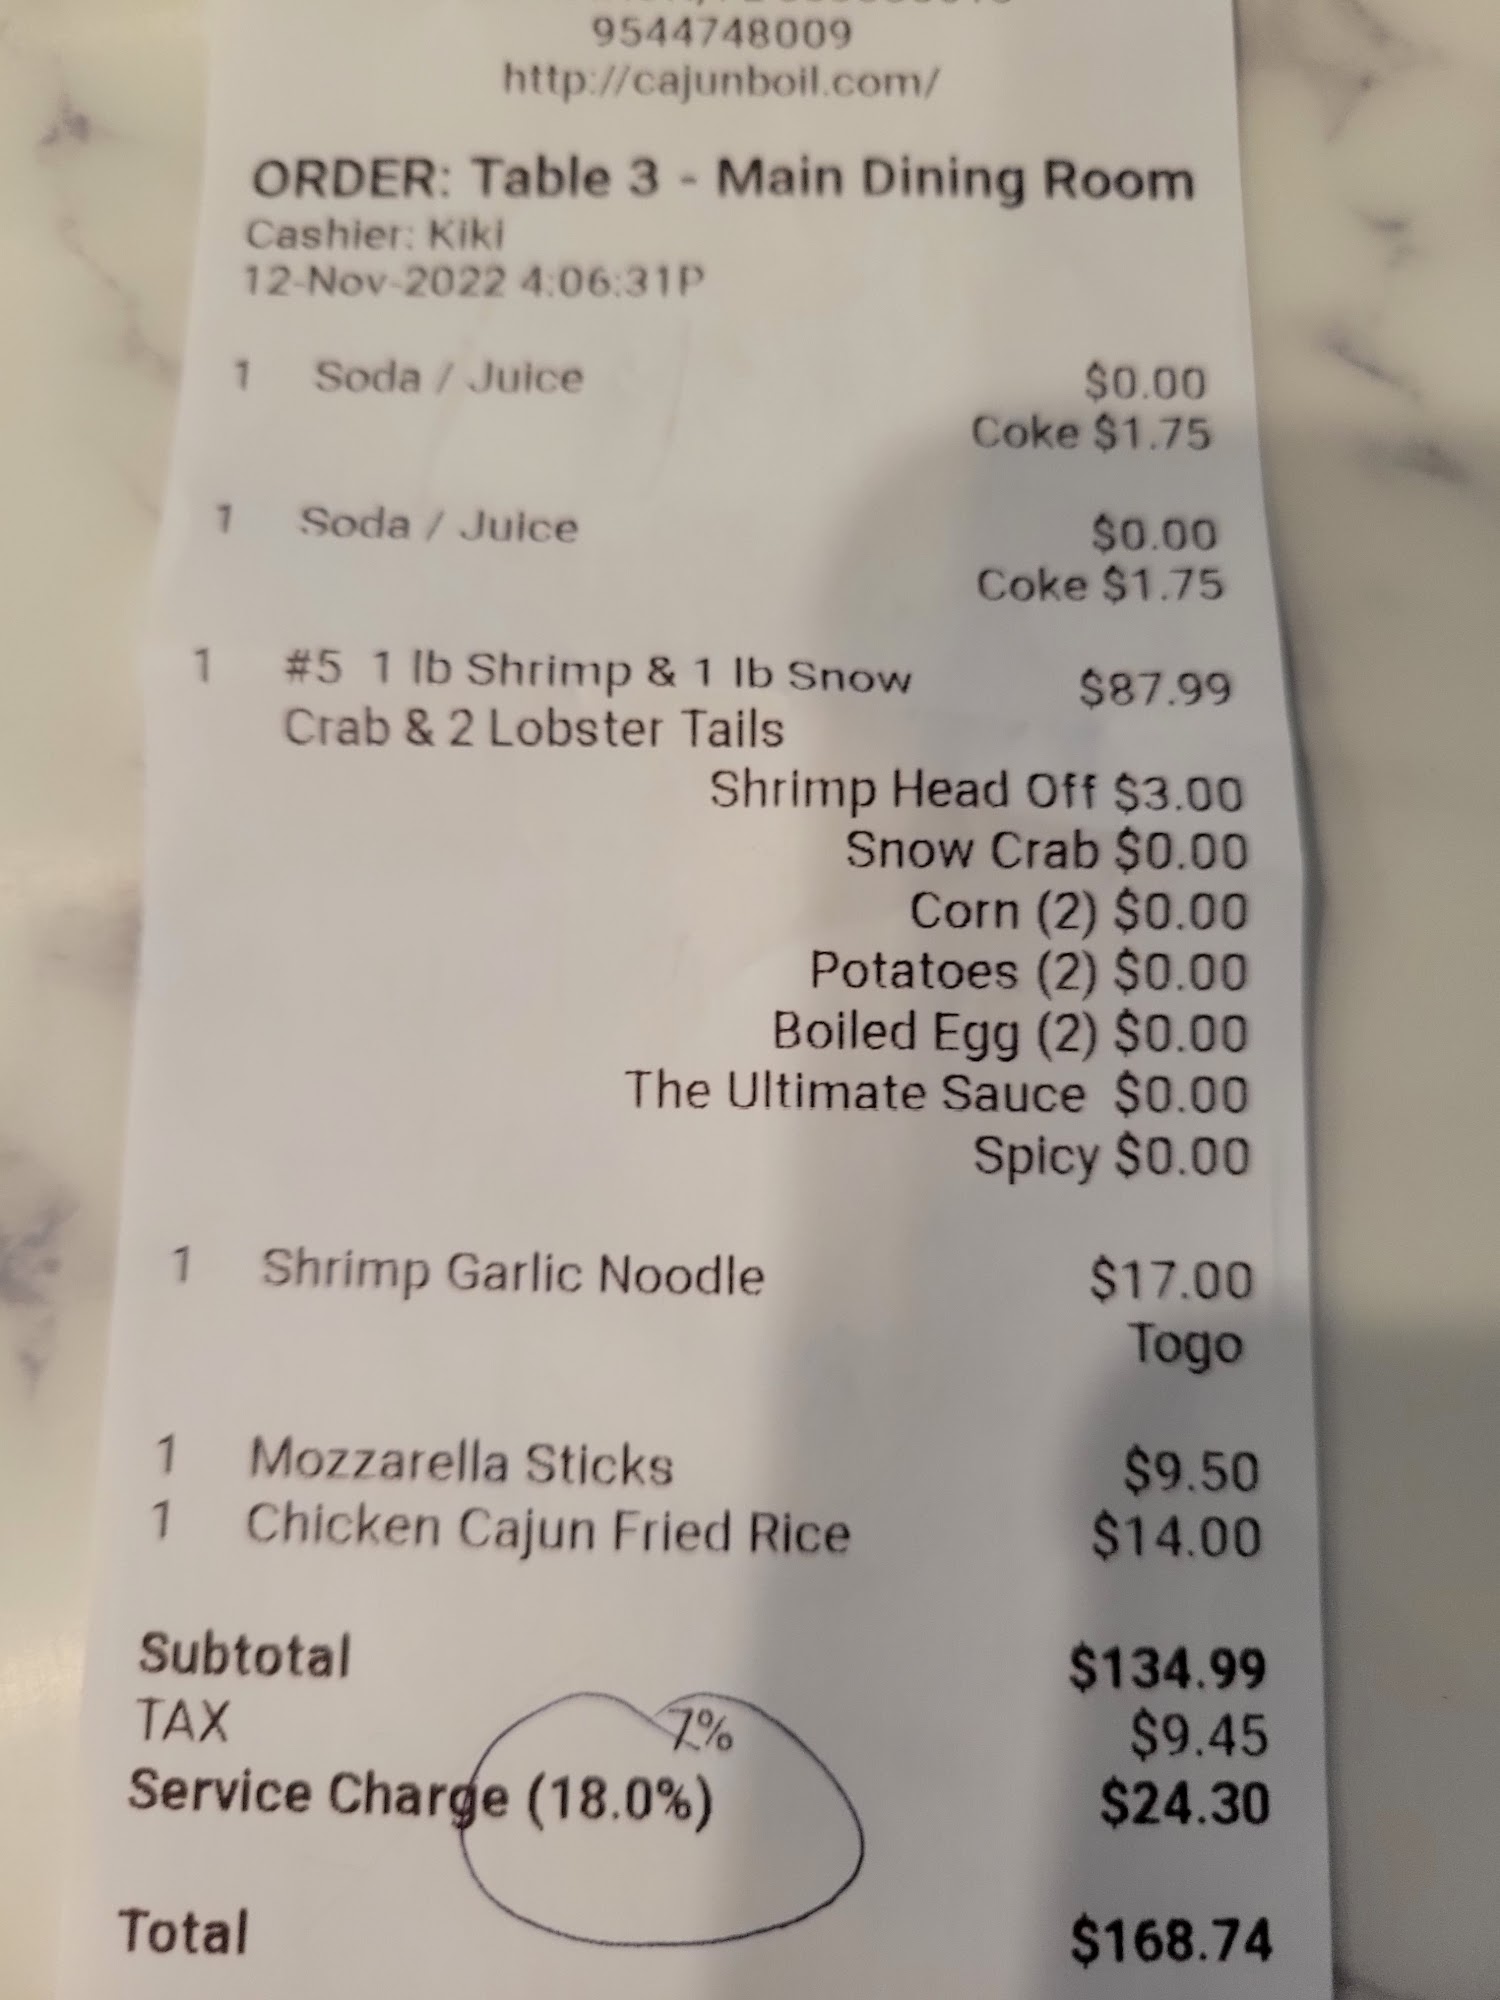 9544748009
http://cajunboil.com/
ORDER: Table 3 - Main Dining Room
Cashier: Kiki
12-Nov-2022 4:06:31P
1 Soda / Juice $0.00
Coke $1.75
1 Soda / Juice $0.00
Coke $1.75
1 #5 1 lb Shrimp & 1 lb Snow $87.99
Crab & 2 Lobster Tails
Shrimp Head Off $3.00
Snow Crab $0.00
Corn (2) $0.00
Potatoes (2) $0.00
Boiled Egg (2) $0.00
The Ultimate Sauce $0.00
Spicy $0.00
1 Shrimp Garlic Noodle $17.00
Togo
1 Mozzarella Sticks $9.50
1 Chicken Cajun Fried Rice $14.00
Subtotal $134.99
TAX 7% $9.45
Service Charge (18.0%) $24.30
Total $168.74